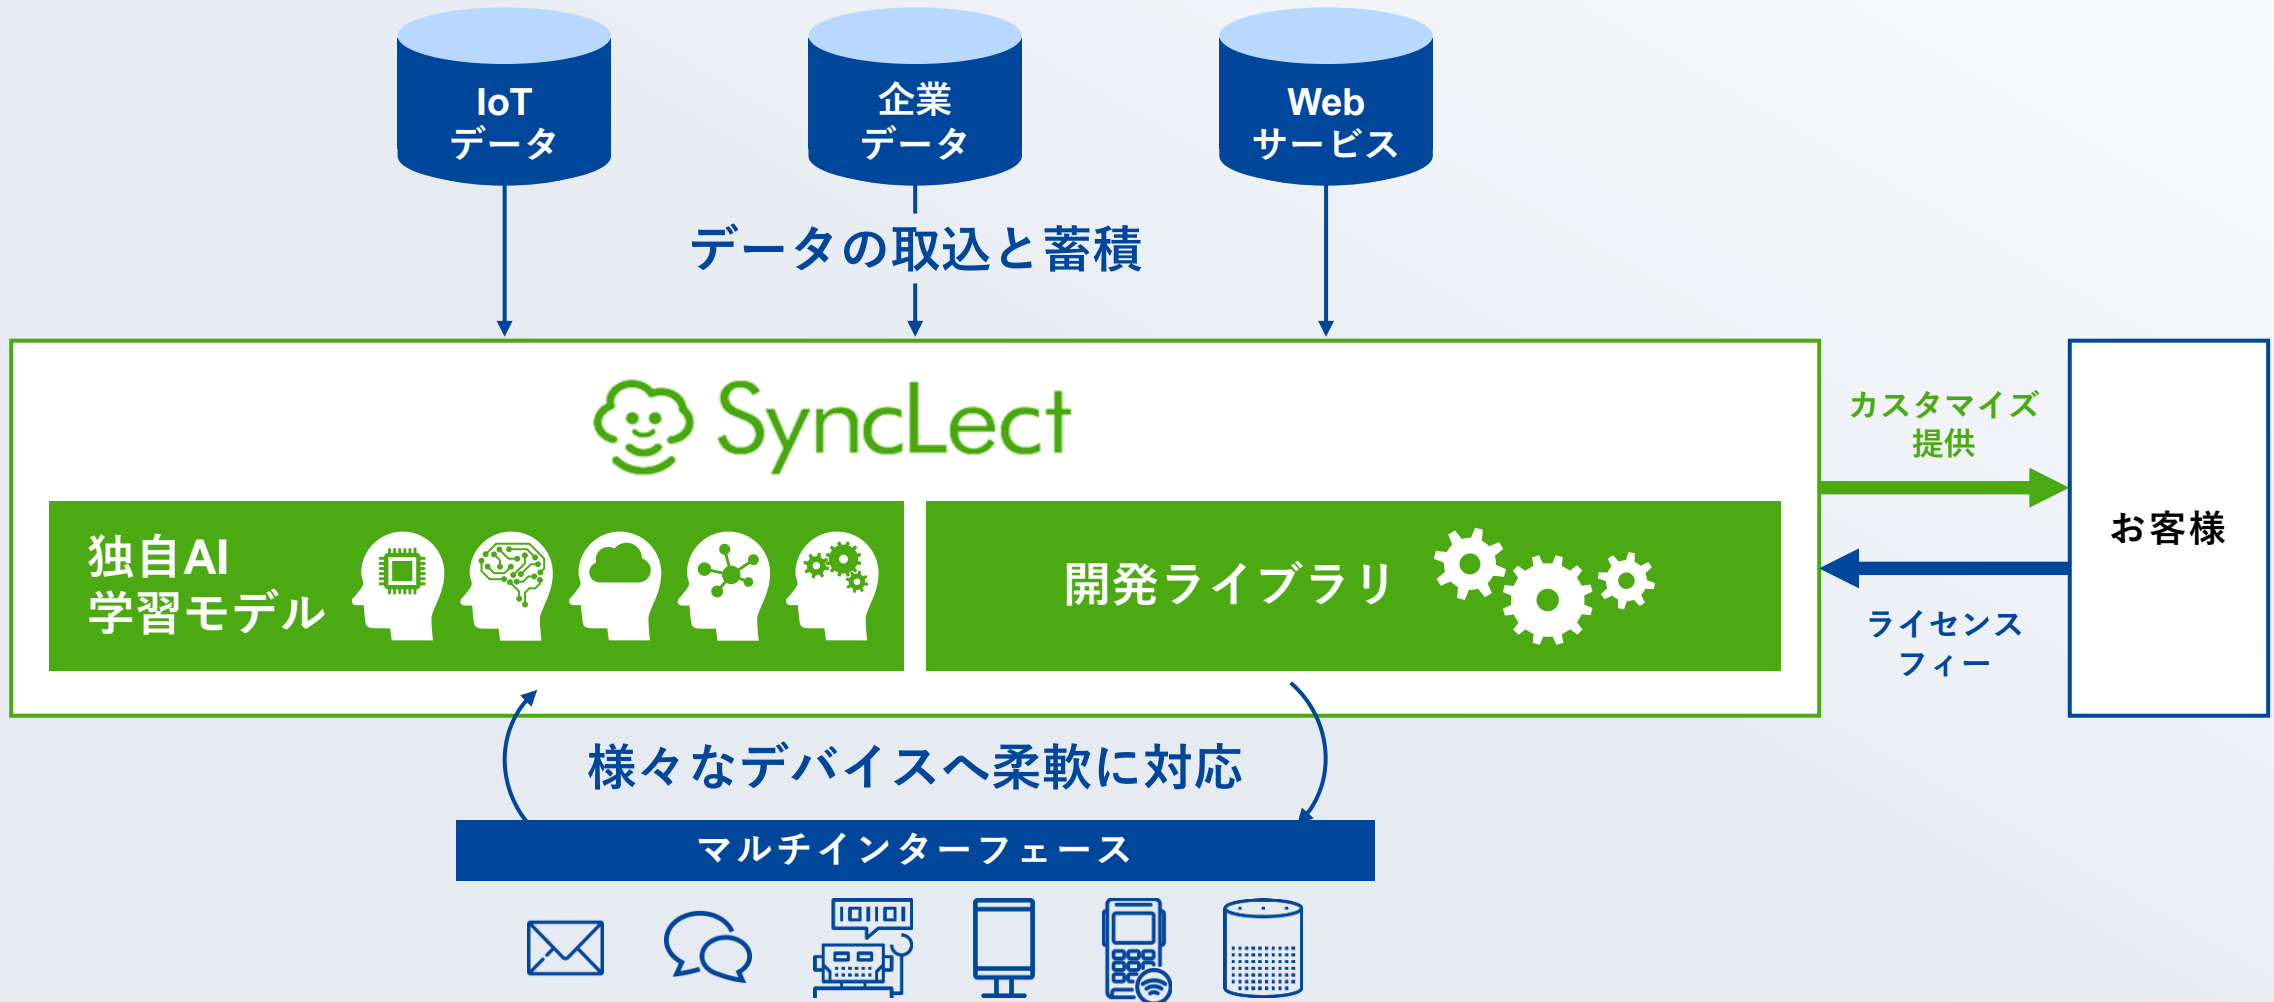 IoT
データ
企業
データ
Web
サービス
データの取込と蓄積
SyncLect
独自AI
学習モデル
開発ライブラリ
カスタマイズ
提供
ライセンス
フィー
お客様
様々なデバイスへ柔軟に対応
マルチインターフェース